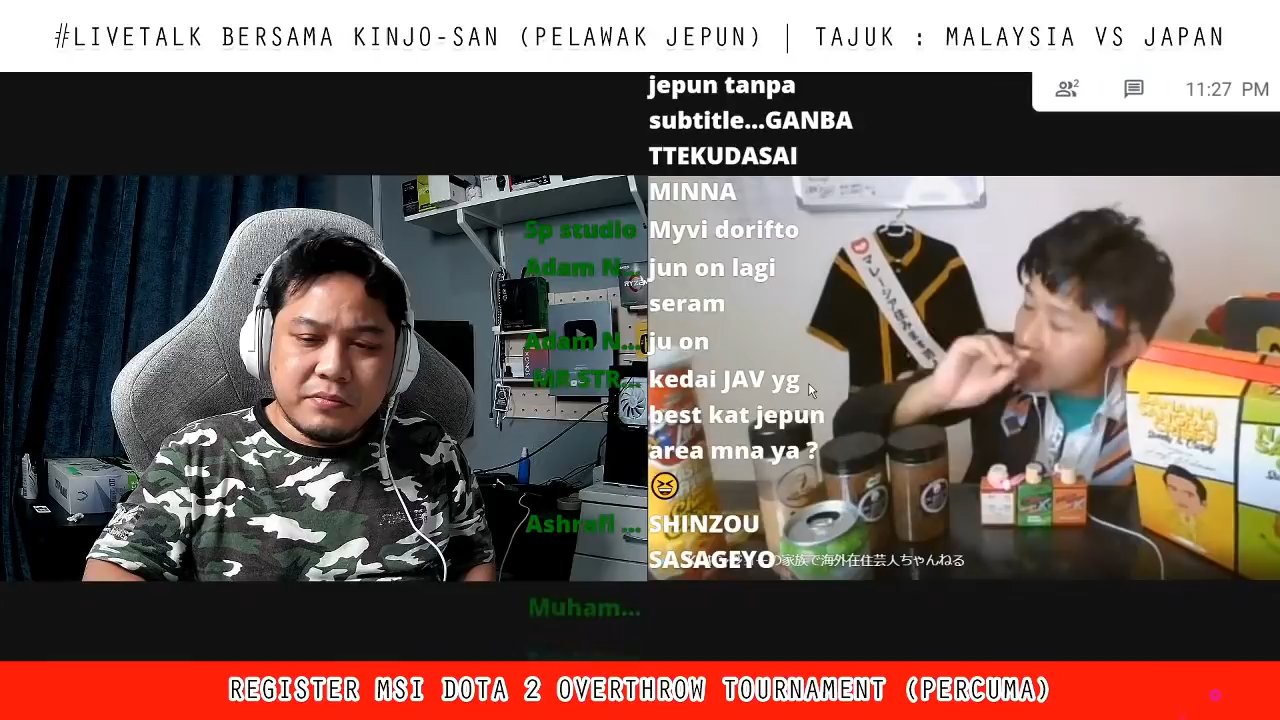 #LIVETALK BERSAMA KINJO-SAN (PELAWAK JEPUN) | TAJUK : MALAYSIA VS JAPAN
2
11:27 PM
jepun tanpa
subtitle...GANBA
TTEKUDASAI
MINNA
Sp studio Myvi dorifto
Adam N... jun on lagi
seram
Adam N... ju on
MR STR... kedai JAV yg
best kat jepun
area mna ya ?
😆
Ashrafi ... SHINZOU
SASAGEYO
の家族で海外在住芸人ちゃんねる
Muham...
RYZEN
BANANA
REGISTER MSI DOTA 2 OVERTHROW TOURNAMENT (PERCUMA)